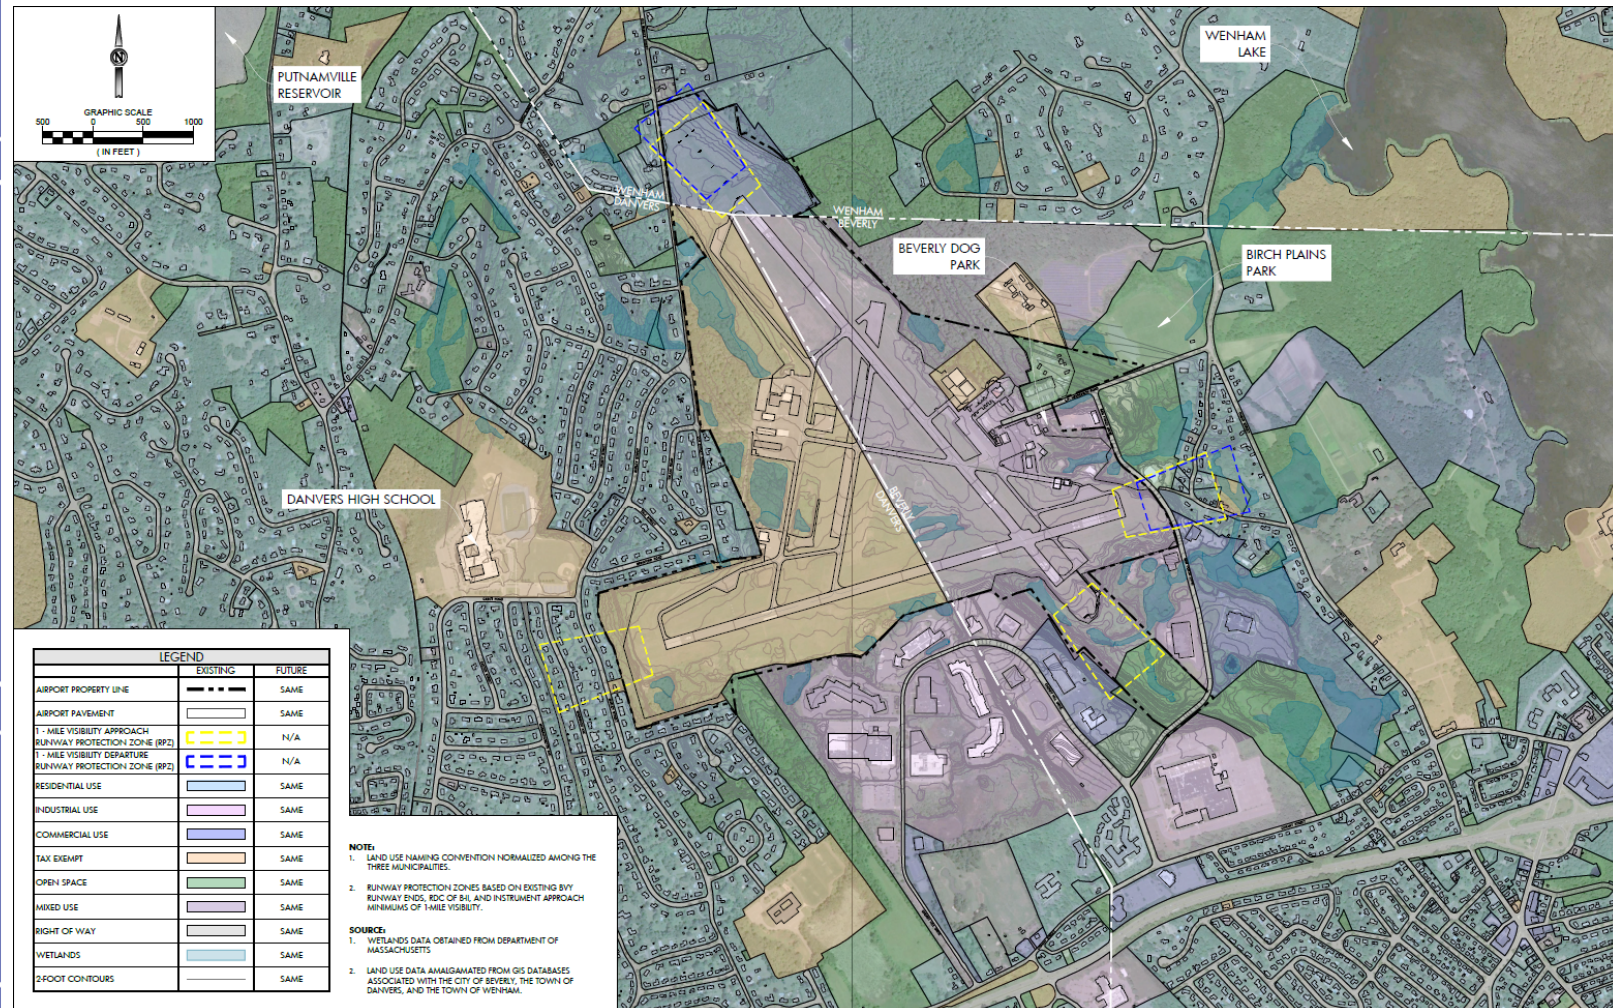 N
GRAPHIC SCALE
500 0 500 1000
( IN FEET )
PUTNAMVILLE
RESERVOIR
WENHAM
LAKE
WENHAM
DANVERS
WENHAM
BEVERLY
BEVERLY DOG
PARK
BIRCH PLAINS
PARK
DANVERS HIGH SCHOOL
BEVERLY
DANVERS
LEGEND
EXISTING FUTURE
AIRPORT PROPERTY LINE SAME
AIRPORT PAVEMENT SAME
1 - MILE VISIBILITY APPROACH
RUNWAY PROTECTION ZONE (RPZ) N/A
1 - MILE VISIBILITY DEPARTURE
RUNWAY PROTECTION ZONE (RPZ) N/A
RESIDENTIAL USE SAME
INDUSTRIAL USE SAME
COMMERCIAL USE SAME
TAX EXEMPT SAME
OPEN SPACE SAME
MIXED USE SAME
RIGHT OF WAY SAME
WETLANDS SAME
2-FOOT CONTOURS SAME
NOTE:
1. LAND USE NAMING CONVENTION NORMALIZED AMONG THE
THREE MUNICIPALITIES.
2. RUNWAY PROTECTION ZONES BASED ON EXISTING BVY
RUNWAY ENDS, RDC OF B-II, AND INSTRUMENT APPROACH
MINIMUMS OF 1-MILE VISIBILITY.
SOURCE:
1. WETLANDS DATA OBTAINED FROM DEPARTMENT OF
MASSACHUSETTS
2. LAND USE DATA AMALGAMATED FROM GIS DATABASES
ASSOCIATED WITH THE CITY OF BEVERLY, THE TOWN OF
DANVERS, AND THE TOWN OF WENHAM.